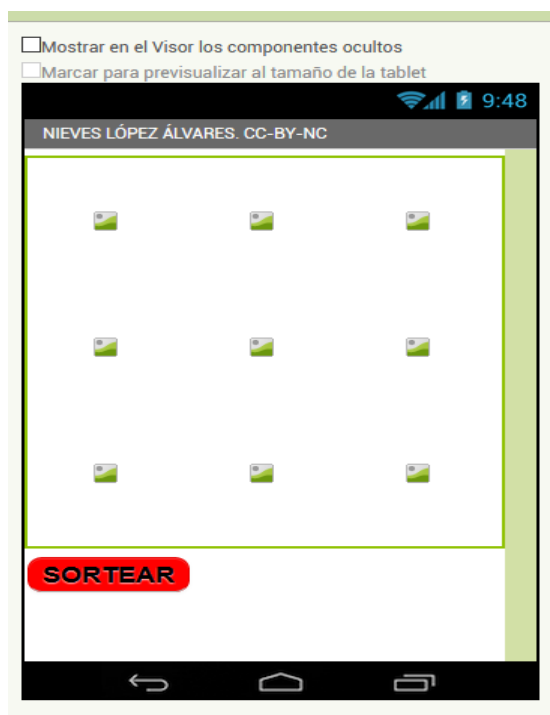 Mostrar en el Visor los componentes ocultos
Marcar para previsualizar al tamaño de la tablet
9:48
NIEVES LÓPEZ ÁLVARES. CC-BY-NC
SORTEAR